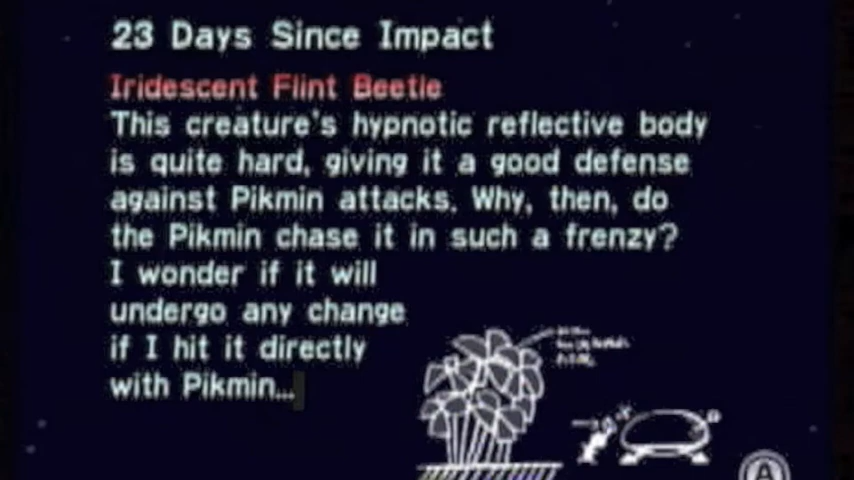 23 Days Since Impact
Iridescent Flint Beetle
This creature's hypnotic reflective body
is quite hard, giving it a good defense
against Pikmin attacks. Why, then, do
the Pikmin chase it in such a frenzy?
I wonder if it will
undergo any change
if I hit it directly
with Pikmin...
A